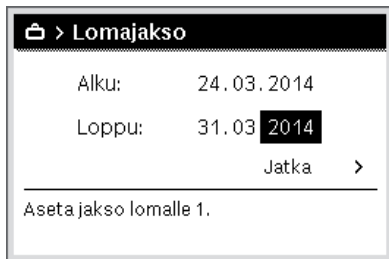 > Lomajakso
Alku: 24.03.2014
Loppu: 31.03 2014
Jatka >
Aseta jakso lomalle 1.